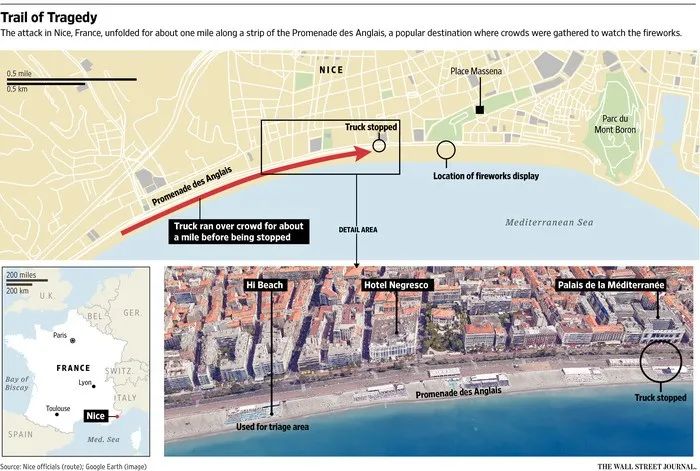 Trail of Tragedy
The attack in Nice, France, unfolded for about one mile along a strip of the Promenade des Anglais, a popular destination where crowds were gathered to watch the fireworks.
0.5 mile
0.5 km
NICE
Place Massena
Truck stopped
Parc du
Mont Boron
Promenade des Anglais
Location of fireworks display
Truck ran over crowd for about
a mile before being stopped
DETAIL AREA
Mediterranean Sea
200 miles
200 km
U.K.
BEL
GER.
Paris
FRANCE
SWITZ
Bay of
Biscay
Lyon
ITALY
Toulouse
Nice
SPAIN
Med. Sea
Hi Beach
Hotel Negresco
Palais de la Méditerranée
Promenade des Anglais
Truck stopped
Used for triage area
Source: Nice officials (route); Google Earth (image)
THE WALL STREET JOURNAL.